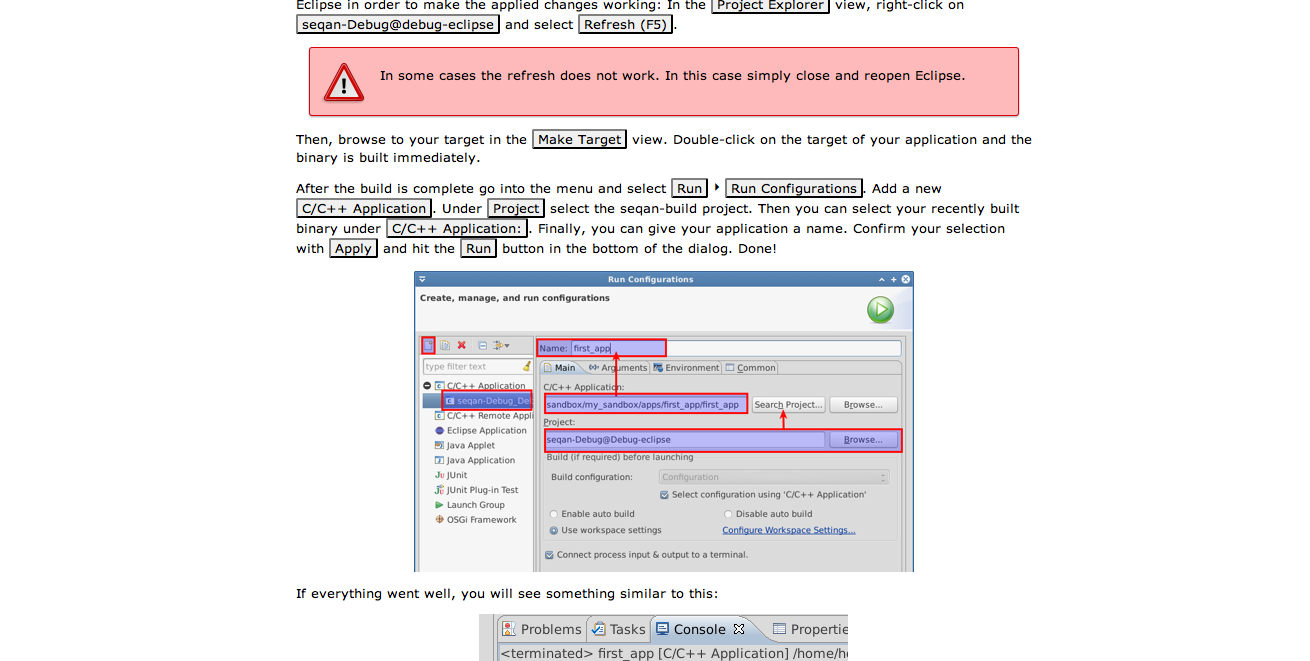 Eclipse in order to make the applied changes working: In the Project Explorer view, right-click on
seqan-Debug@debug-eclipse and select Refresh (F5).
In some cases the refresh does not work. In this case simply close and reopen Eclipse.
Then, browse to your target in the Make Target view. Double-click on the target of your application and the
binary is built immediately.
After the build is complete go into the menu and select Run ‣ Run Configurations. Add a new
C/C++ Application. Under Project select the seqan-build project. Then you can select your recently built
binary under C/C++ Application:. Finally, you can give your application a name. Confirm your selection
with Apply and hit the Run button in the bottom of the dialog. Done!
Run Configurations
Create, manage, and run configurations
type filter text
C/C++ Application
seqan-Debug_De
C/C++ Remote Appli
Eclipse Application
Java Applet
Java Application
JUnit
JUnit Plug-in Test
Launch Group
OSGi Framework
Name: first_app
Main Arguments Environment Common
C/C++ Application:
sandbox/my_sandbox/apps/first_app/first_app Search Project... Browse...
Project:
seqan-Debug@Debug-eclipse Browse...
Build (if required) before launching
Build configuration: Configuration
Select configuration using 'C/C++ Application'
Enable auto build Disable auto build
Use workspace settings Configure Workspace Settings...
Connect process input & output to a terminal.
If everything went well, you will see something similar to this:
Problems Tasks Console Propertie
<terminated> first_app [C/C++ Application] /home/h